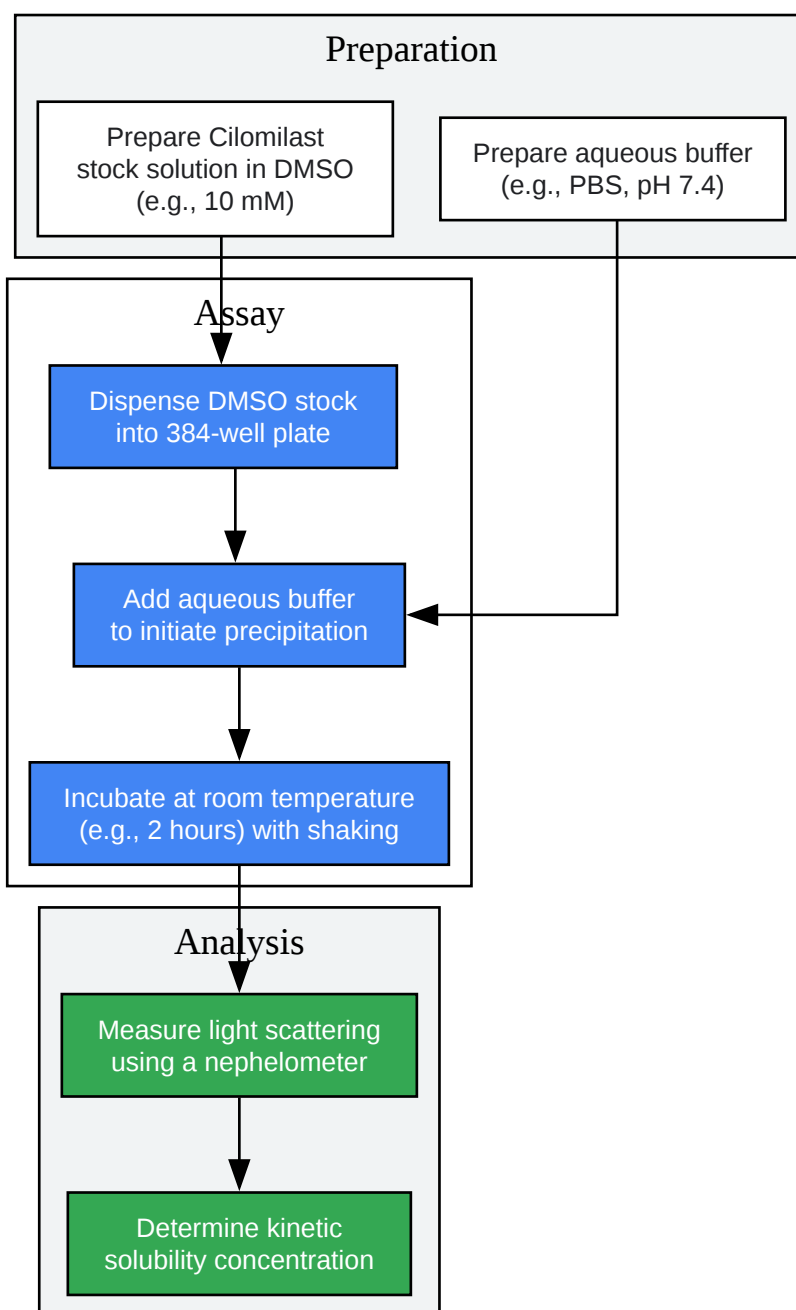 Preparation
Prepare Cilomilast
stock solution in DMSO
(e.g., 10 mM)
Prepare aqueous buffer
(e.g., PBS, pH 7.4)
Assay
Dispense DMSO stock
into 384-well plate
Add aqueous buffer
to initiate precipitation
Incubate at room temperature
(e.g., 2 hours) with shaking
Analysis
Measure light scattering
using a nephelometer
Determine kinetic
solubility concentration